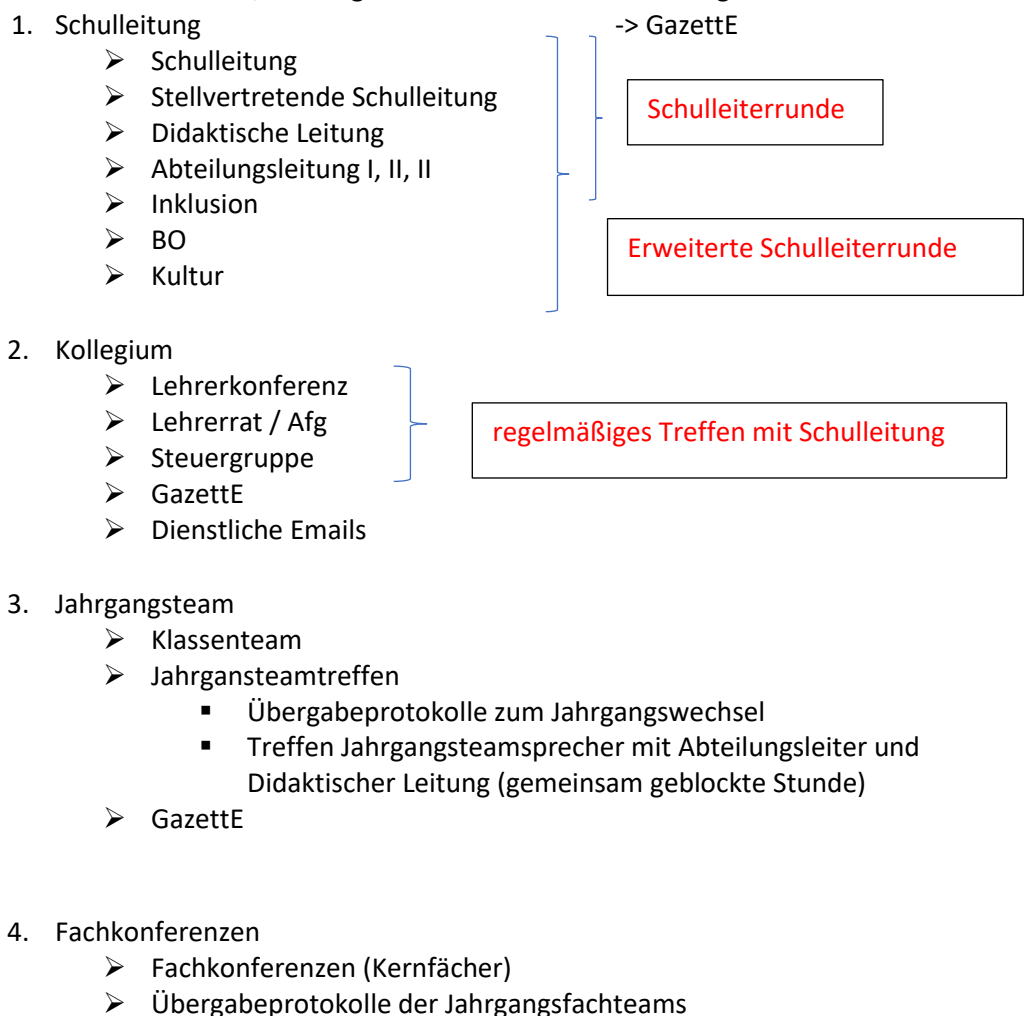 1. Schulleitung -> GazettE
➢ Schulleitung
➢ Stellvertretende Schulleitung
➢ Didaktische Leitung
➢ Abteilungsleitung I, II, II
➢ Inklusion
➢ BO
➢ Kultur
Schulleiterrunde
Erweiterte Schulleiterrunde
2. Kollegium
➢ Lehrerkonferenz
➢ Lehrerrat / Afg
➢ Steuergruppe
➢ GazettE
➢ Dienstliche Emails
regelmäßiges Treffen mit Schulleitung
3. Jahrgangsteam
➢ Klassenteam
➢ Jahrgansteamtreffen
▪ Übergabeprotokolle zum Jahrgangswechsel
▪ Treffen Jahrgangsteamsprecher mit Abteilungsleiter und
Didaktischer Leitung (gemeinsam geblockte Stunde)
➢ GazettE
4. Fachkonferenzen
➢ Fachkonferenzen (Kernfächer)
➢ Übergabeprotokolle der Jahrgangsfachteams